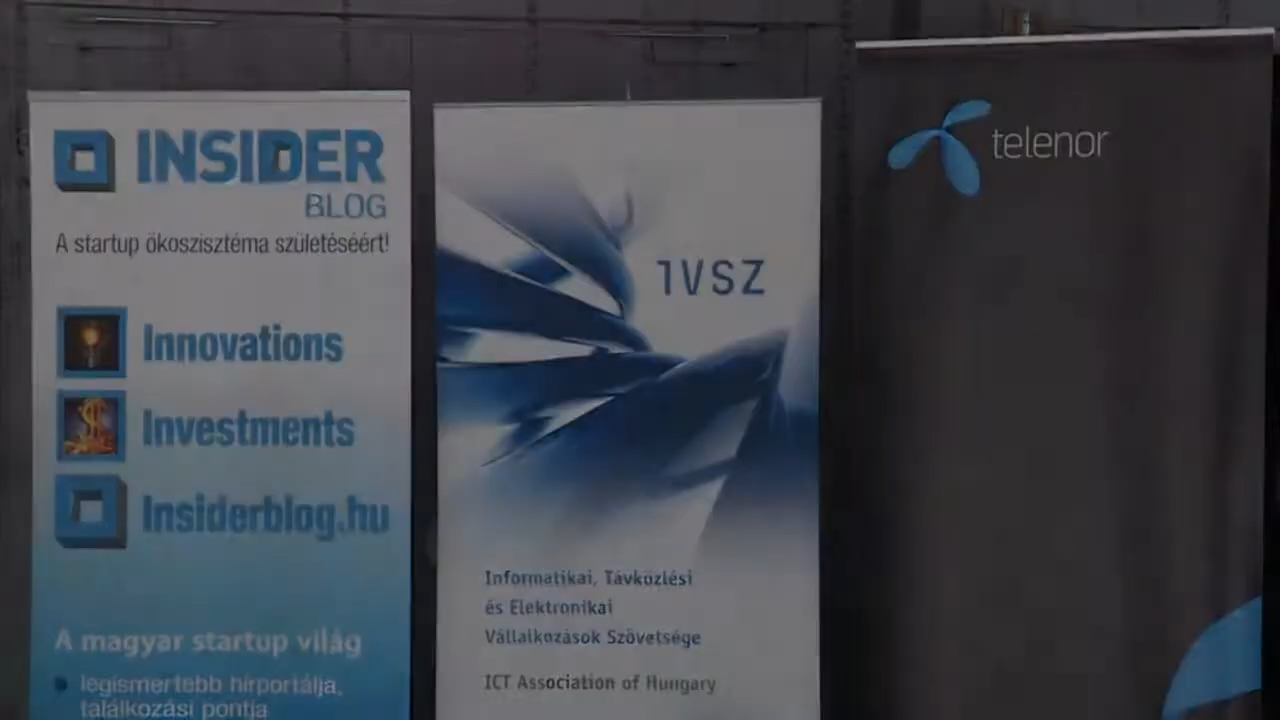 INSIDER
BLOG
A startup ökoszisztéma születéséért!
Innovations
Investments
Insiderblog.hu
A magyar startup világ
legismertebb hírportálja,
találkozási pontja
IVSZ
Informatikai, Távközlési
és Elektronikai
Vállalkozások Szövetsége
ICT Association of Hungary
telenor